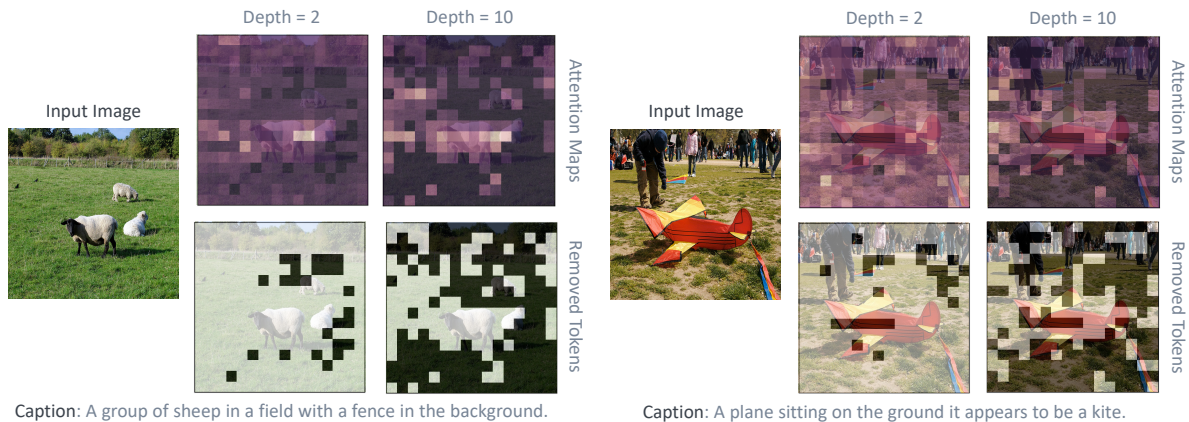 Depth = 2
Depth = 10
Attention Maps
Input Image
Removed Tokens
Caption: A group of sheep in a field with a fence in the background.
Depth = 2
Depth = 10
Attention Maps
Input Image
Removed Tokens
Caption: A plane sitting on the ground it appears to be a kite.